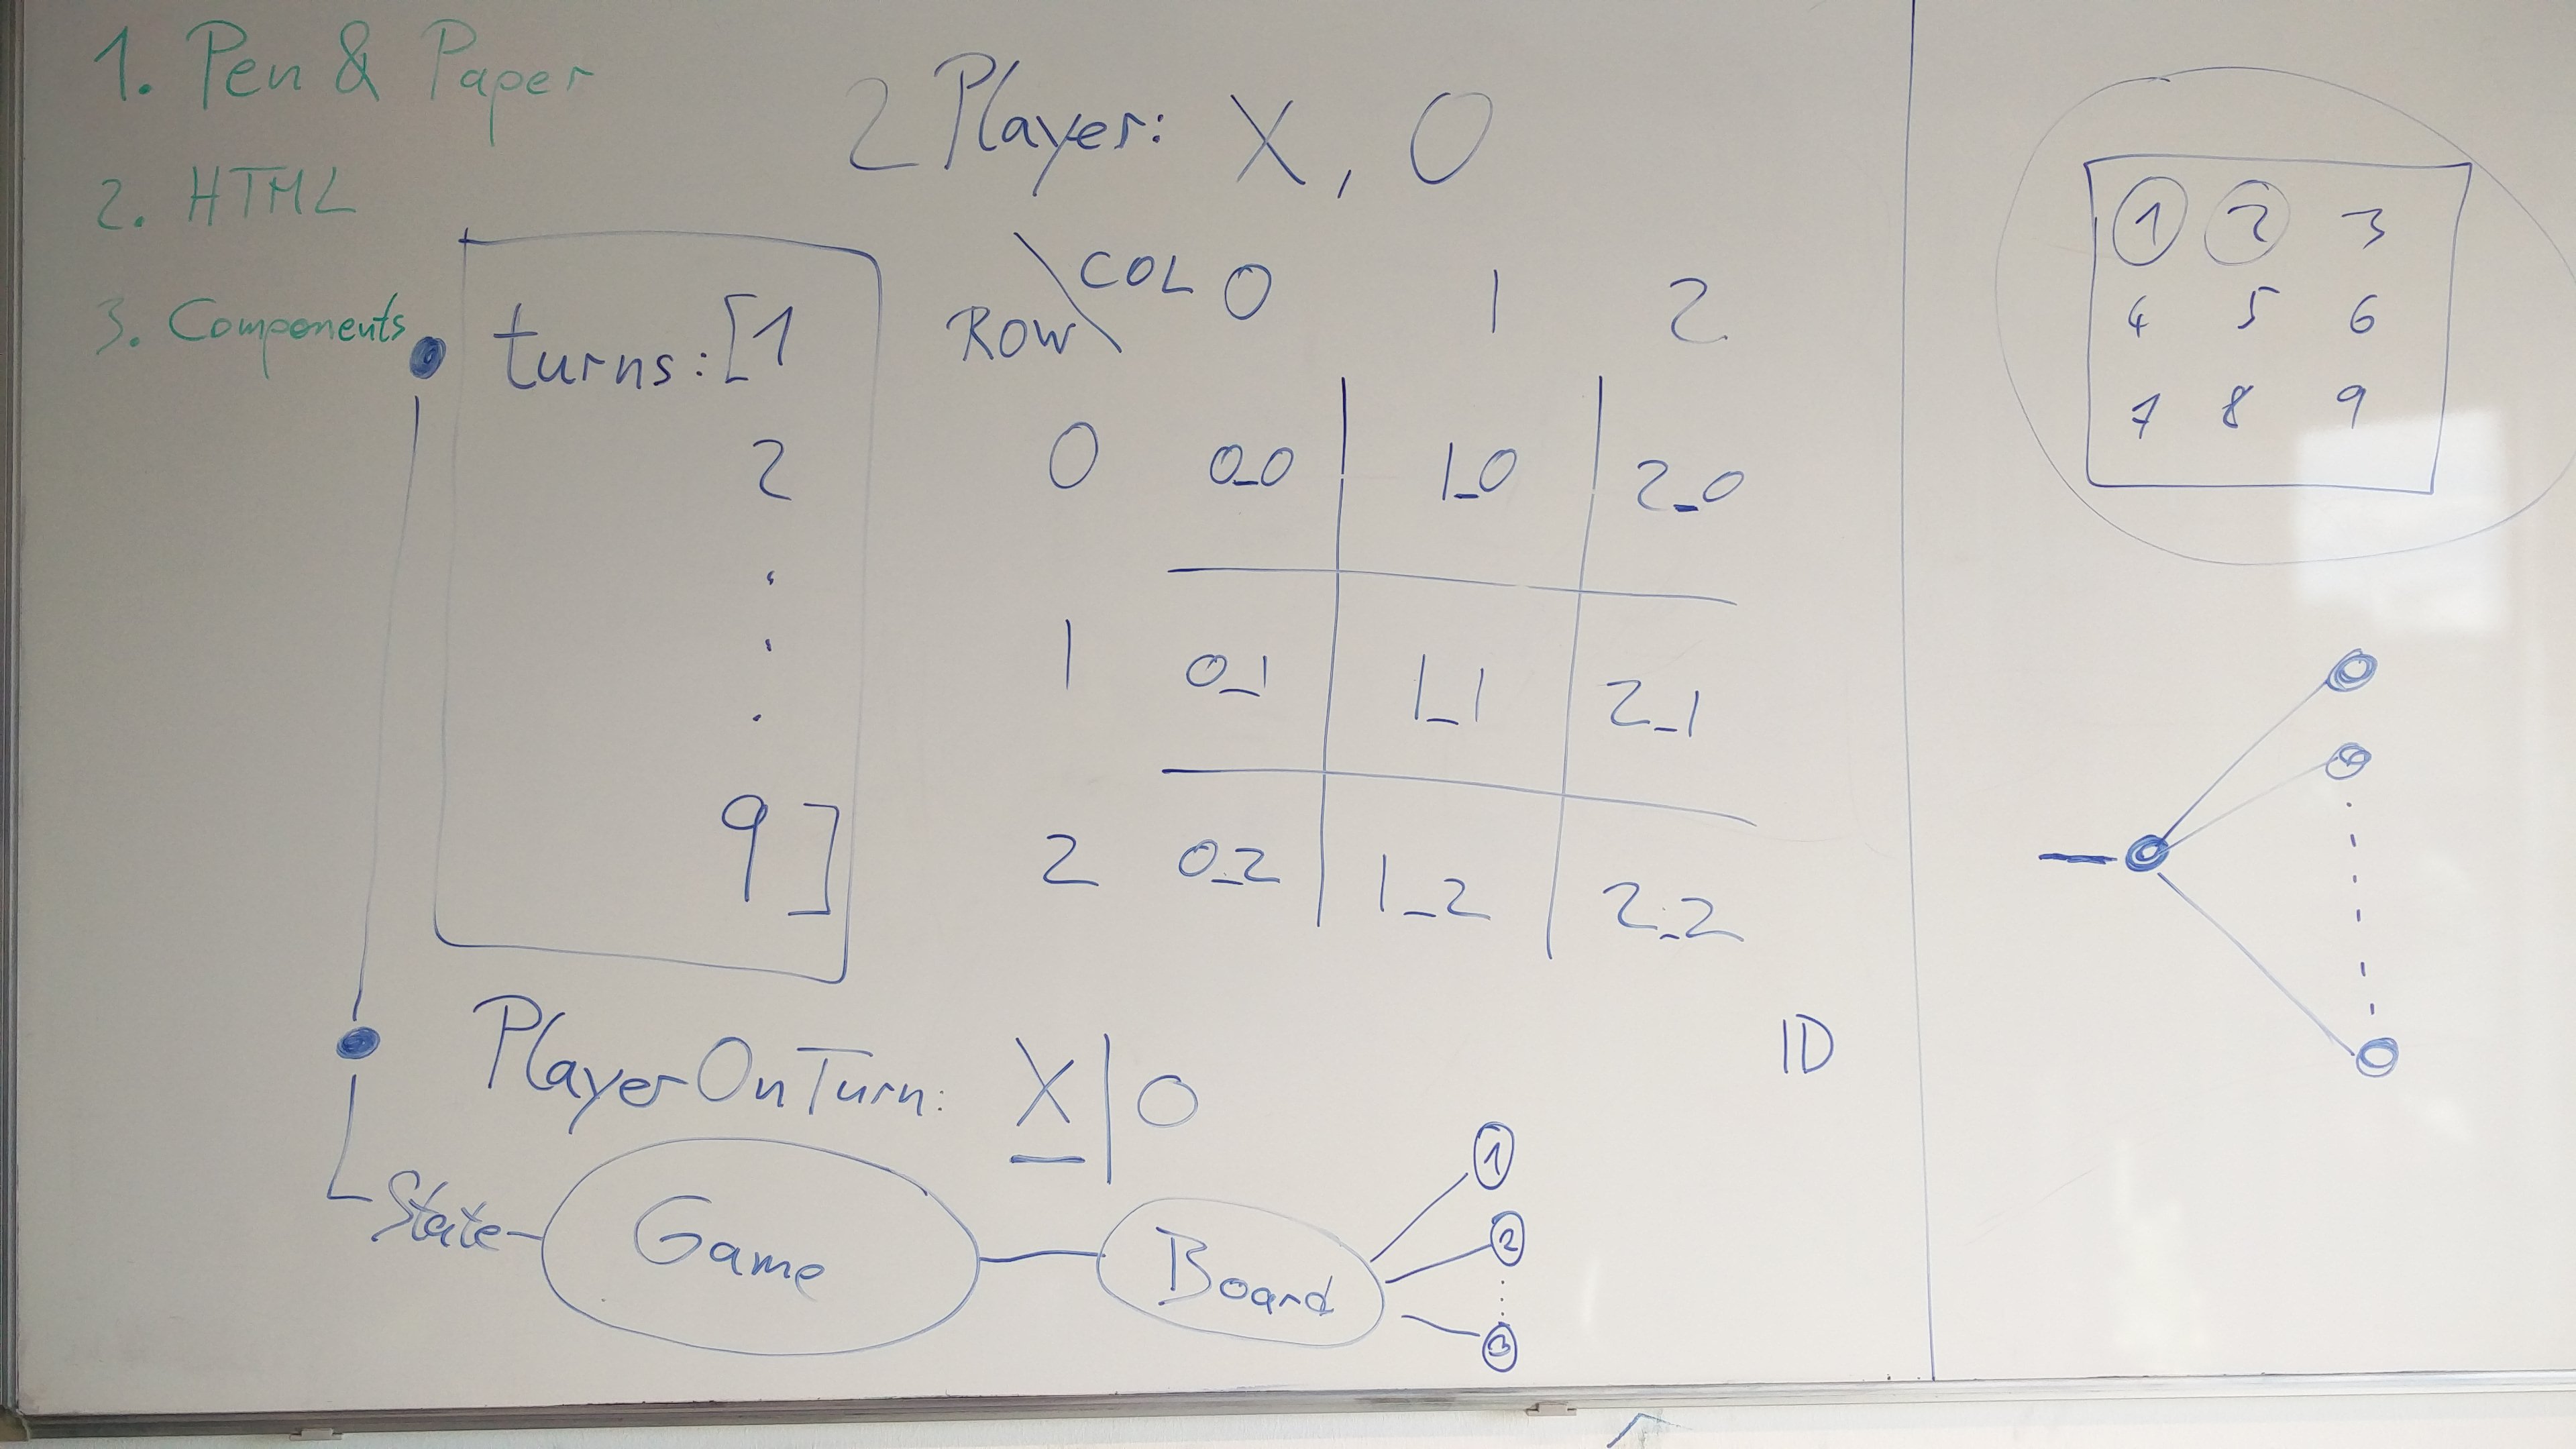 1. Pen & Paper
2. HTML
3. Components
2 Player: X, O
turns: [1
2
.
.
.
9]
COL 0 1 2
ROW
0 0_0 1_0 2_0
1 0_1 1_1 2_1
2 0_2 1_2 2_2
PlayerOnTurn: X | O
ID
State
Game
Board
1
2
1 2 3
4 5 6
7 8 9